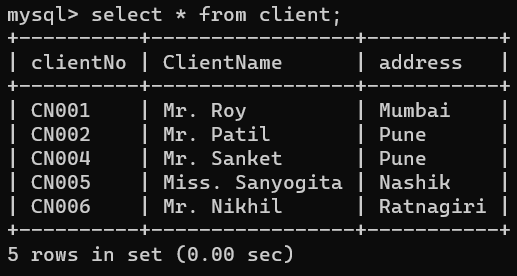 mysql> select * from client;
+----------+-----------------+-----------+
| clientNo | ClientName      | address   |
+----------+-----------------+-----------+
| CN001    | Mr. Roy         | Mumbai    |
| CN002    | Mr. Patil       | Pune      |
| CN004    | Mr. Sanket      | Pune      |
| CN005    | Miss. Sanyogita | Nashik    |
| CN006    | Mr. Nikhil      | Ratnagiri |
+----------+-----------------+-----------+
5 rows in set (0.00 sec)